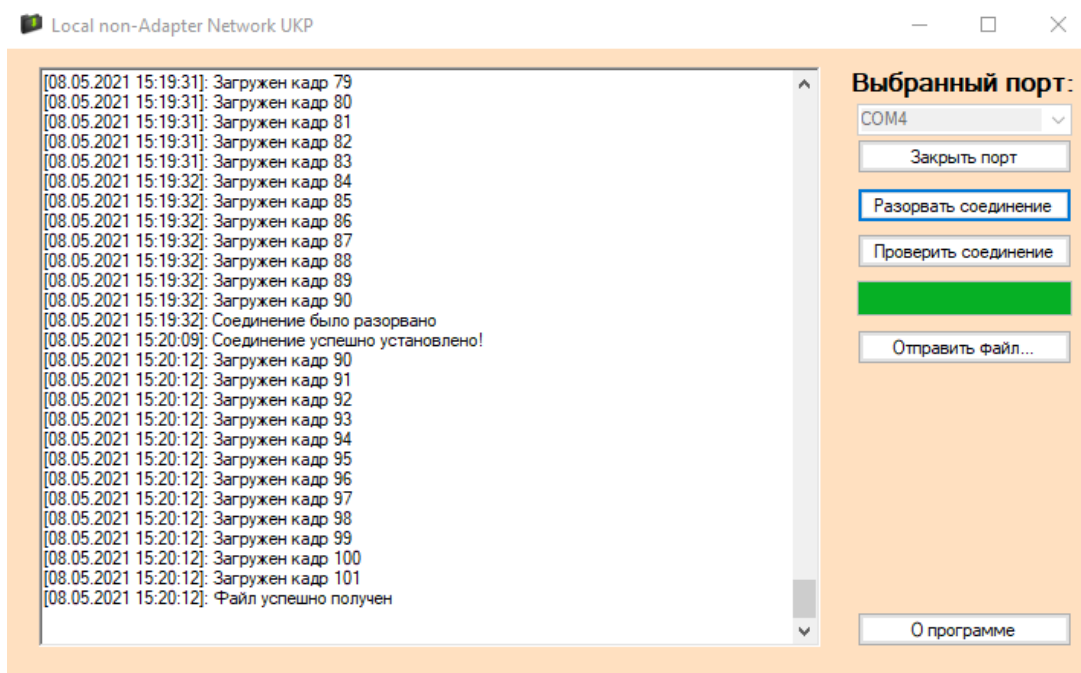 Local non-Adapter Network UKP
[08.05.2021 15:19:31]: Загружен кадр 79
[08.05.2021 15:19:31]: Загружен кадр 80
[08.05.2021 15:19:31]: Загружен кадр 81
[08.05.2021 15:19:31]: Загружен кадр 82
[08.05.2021 15:19:31]: Загружен кадр 83
[08.05.2021 15:19:32]: Загружен кадр 84
[08.05.2021 15:19:32]: Загружен кадр 85
[08.05.2021 15:19:32]: Загружен кадр 86
[08.05.2021 15:19:32]: Загружен кадр 87
[08.05.2021 15:19:32]: Загружен кадр 88
[08.05.2021 15:19:32]: Загружен кадр 89
[08.05.2021 15:19:32]: Загружен кадр 90
[08.05.2021 15:19:32]: Соединение было разорвано
[08.05.2021 15:20:09]: Соединение успешно установлено!
[08.05.2021 15:20:12]: Загружен кадр 90
[08.05.2021 15:20:12]: Загружен кадр 91
[08.05.2021 15:20:12]: Загружен кадр 92
[08.05.2021 15:20:12]: Загружен кадр 93
[08.05.2021 15:20:12]: Загружен кадр 94
[08.05.2021 15:20:12]: Загружен кадр 95
[08.05.2021 15:20:12]: Загружен кадр 96
[08.05.2021 15:20:12]: Загружен кадр 97
[08.05.2021 15:20:12]: Загружен кадр 98
[08.05.2021 15:20:12]: Загружен кадр 99
[08.05.2021 15:20:12]: Загружен кадр 100
[08.05.2021 15:20:12]: Загружен кадр 101
[08.05.2021 15:20:12]: Файл успешно получен
Выбранный порт:
COM4
Закрыть порт
Разорвать соединение
Проверить соединение
Отправить файл...
О программе